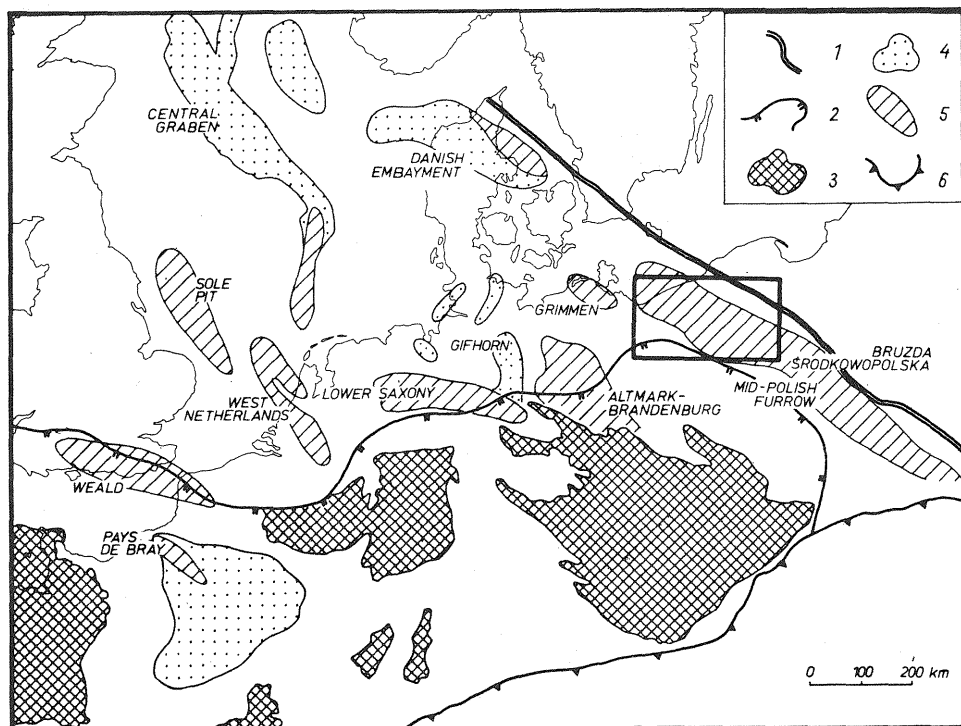 1
4
2
5
3
6
CENTRAL
GRABEN
DANISH
EMBAYMENT
SOLE
PIT
GRIMMEN
GIFHORN
BRUZDA
ŚRODKOWOPOLSKA
MID-POLISH
FURROW
WEST
NETHERLANDS
LOWER SAXONY
ALTMARK-
BRANDENBURG
WEALD
PAYS
DE BRAY
0 100 200 km